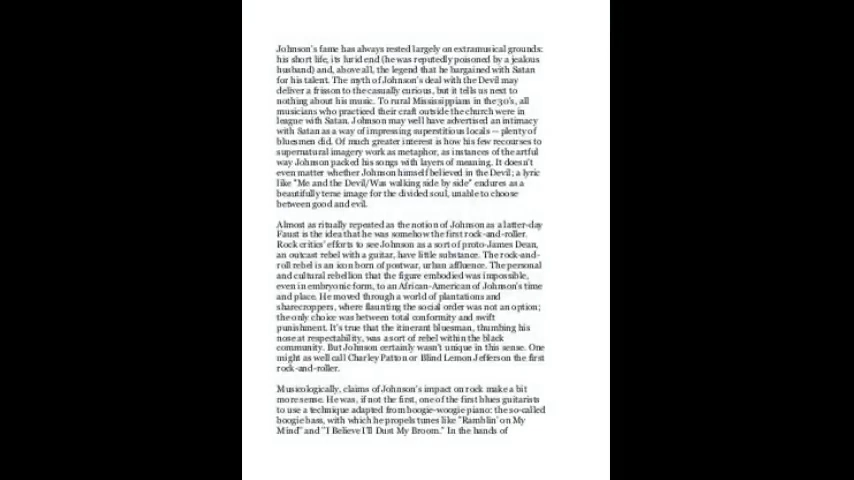 Johnson's fame has always rested largely on extramusical grounds:
his short life, its lurid end (he was reputedly poisoned by a jealous
husband) and, above all, the legend that he bargained with Satan
for his talent. The myth of Johnson's deal with the Devil may
deliver a frisson to the casually curious, but it tells us next to
nothing about his music. To rural Mississippians in the 30's, all
musicians who practiced their craft outside the church were in
league with Satan. Johnson may well have advertised an intimacy
with Satan as a way of impressing superstitious locals -- plenty of
bluesmen did. Of much greater interest is how his few recourses to
supernatural imagery work as metaphor, as instances of the artful
way Johnson packed his songs with layers of meaning. It doesn't
even matter whether Johnson himself believed in the Devil; a lyric
like "Me and the Devil/Was walking side by side" endures as a
beautifully terse image for the divided soul, unable to choose
between good and evil.
Almost as ritually repeated as the notion of Johnson as a latter-day
Faust is the idea that he was somehow the first rock-and-roller.
Rock critics' efforts to see Johnson as a sort of proto-James Dean,
an outcast rebel with a guitar, have little substance. The rock-and-
roll rebel is an icon born of postwar, urban affluence. The personal
and cultural rebellion that the figure embodied was impossible,
even in embryonic form, to an African-American of Johnson's time
and place. He moved through a world of plantations and
sharecroppers, where flaunting the social order was not an option;
the only choice was between total conformity and swift
punishment. It's true that the itinerant bluesman, thumbing his
nose at respectability, was a sort of rebel within the black
community. But Johnson certainly wasn't unique in this sense. One
might as well call Charley Patton or Blind Lemon Jefferson the first
rock-and-roller.
Musicologically, claims of Johnson's impact on rock make a bit
more sense. He was, if not the first, one of the first blues guitarists
to use a technique adapted from boogie-woogie piano: the so-called
boogie bass, with which he propels tunes like "Ramblin' on My
Mind" and "I Believe I'll Dust My Broom." In the hands of